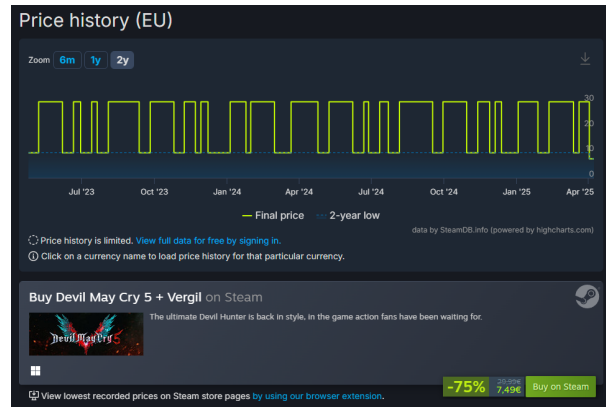 Price history (EU)
Zoom 6m 1y 2y
30
20
10
0
Jul '23 Oct '23 Jan '24 Apr '24 Jul '24 Oct '24 Jan '25 Apr '25
Final price 2-year low
data by SteamDB.info (powered by highcharts.com)
Price history is limited. View full data for free by signing in.
Click on a currency name to load price history for that particular currency.
Buy Devil May Cry 5 + Vergil on Steam
The ultimate Devil Hunter is back in style, in the game action fans have been waiting for.
Devil May Cry 5
-75%
7,49€
Buy on Steam
View lowest recorded prices on Steam store pages by using our browser extension.